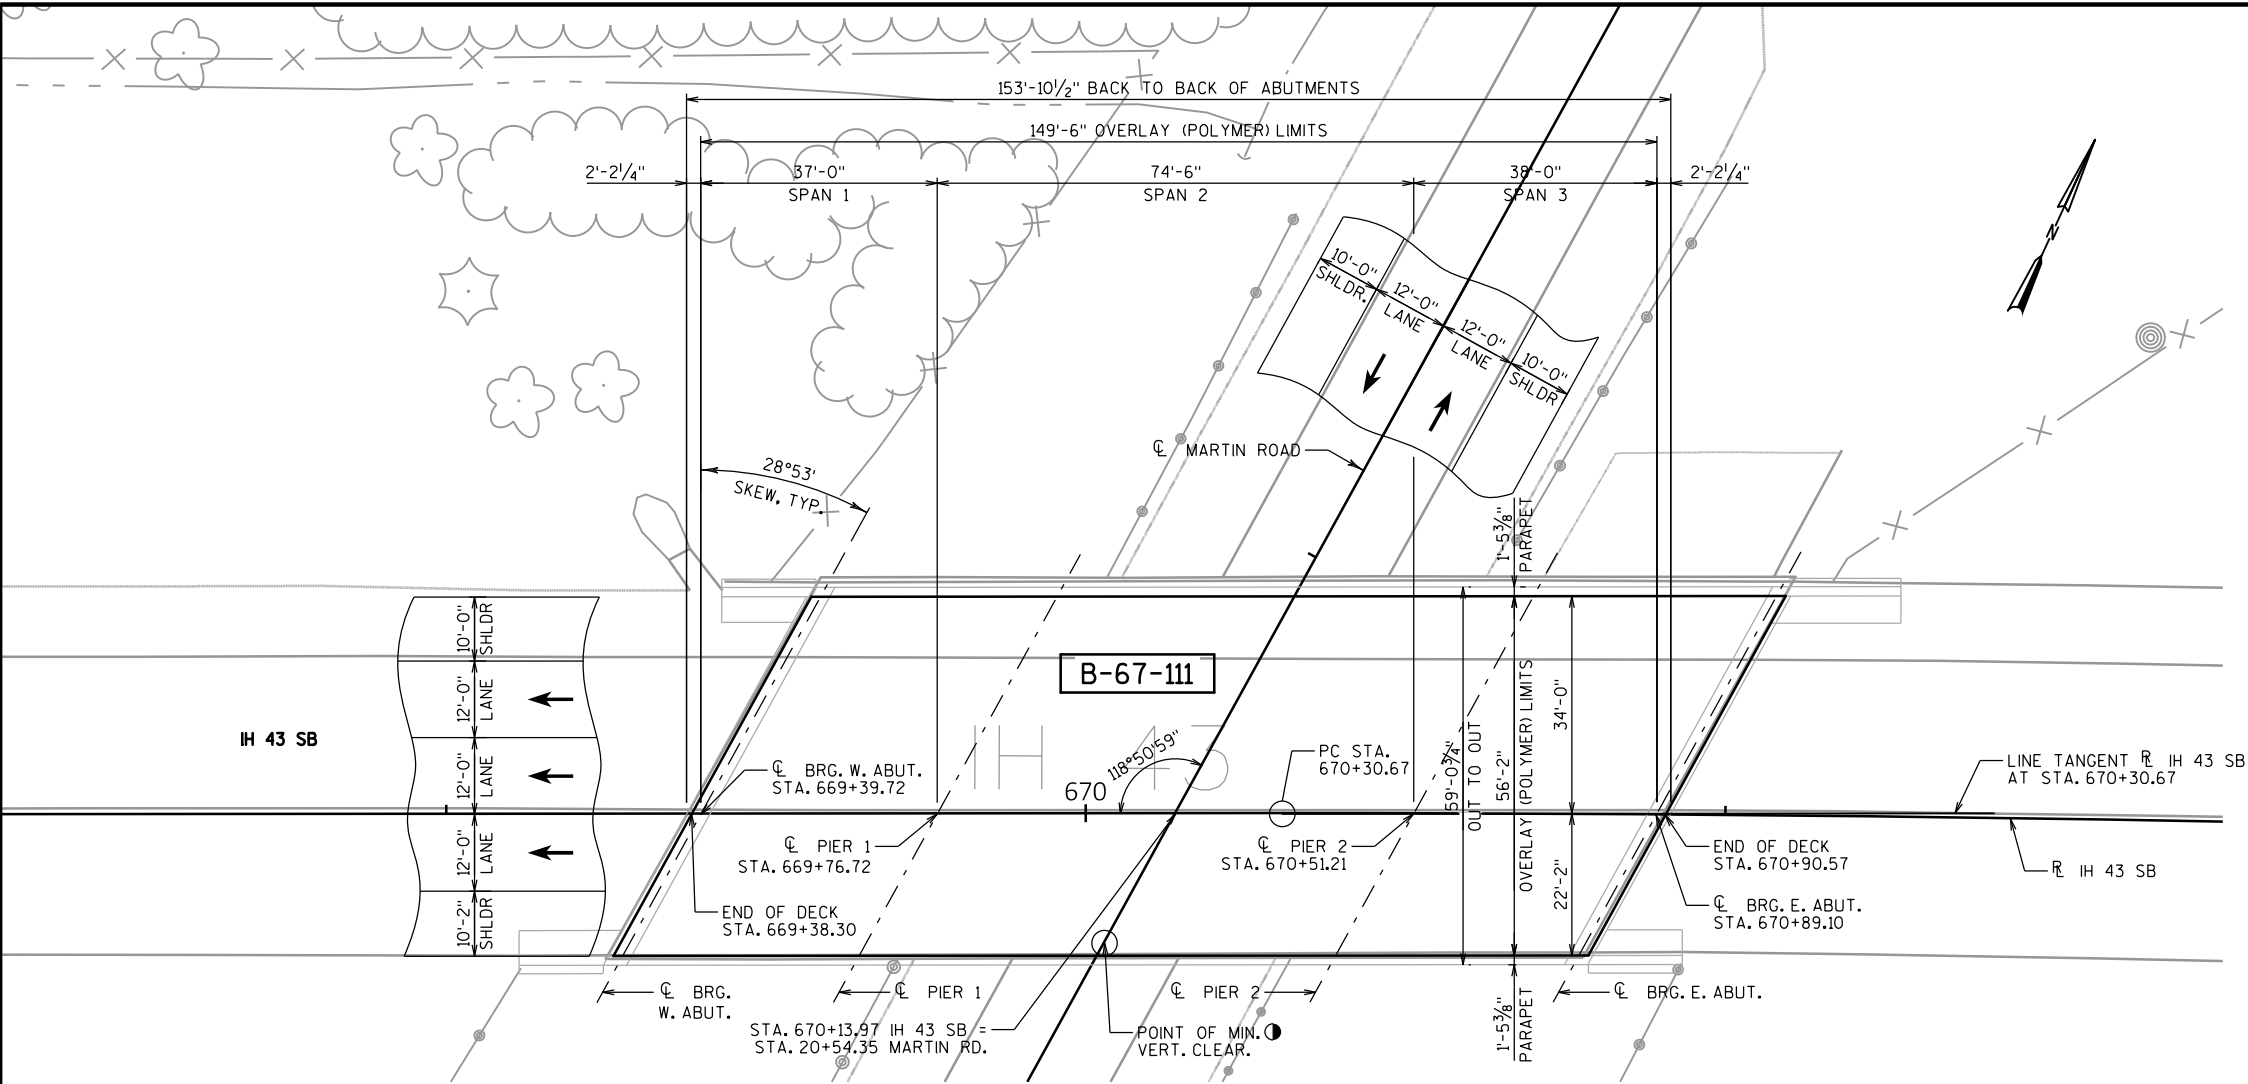 153'-10½" BACK TO BACK OF ABUTMENTS
149'-6" OVERLAY (POLYMER) LIMITS
2'-2¼"
37'-0"
SPAN 1
74'-6"
SPAN 2
38'-0"
SPAN 3
2'-2¼"
N
10'-0"
SHLDR.
12'-0"
LANE
12'-0"
LANE
10'-0"
SHLDR
℄ MARTIN ROAD
28°53'
SKEW, TYP.
1'-5⅜"
PARAPET
10'-0"
SHLDR
12'-0"
LANE
12'-0"
LANE
12'-0"
LANE
10'-2"
SHLDR
IH 43 SB
B-67-111
IH 43
118°50'59"
670
PC STA.
670+30.67
℄ BRG. W. ABUT.
STA. 669+39.72
℄ PIER 1
STA. 669+76.72
℄ PIER 2
STA. 670+51.21
END OF DECK
STA. 669+38.30
59'-0¾"
OUT TO OUT
56'-2"
OVERLAY (POLYMER) LIMITS
34'-0"
22'-2"
LINE TANGENT ℞ IH 43 SB
AT STA. 670+30.67
END OF DECK
STA. 670+90.57
℞ IH 43 SB
℄ BRG. E. ABUT.
STA. 670+89.10
℄ BRG.
W. ABUT.
℄ PIER 1
℄ PIER 2
℄ BRG. E. ABUT.
STA. 670+13.97 IH 43 SB =
STA. 20+54.35 MARTIN RD.
POINT OF MIN.
VERT. CLEAR.
1'-5⅜"
PARAPET